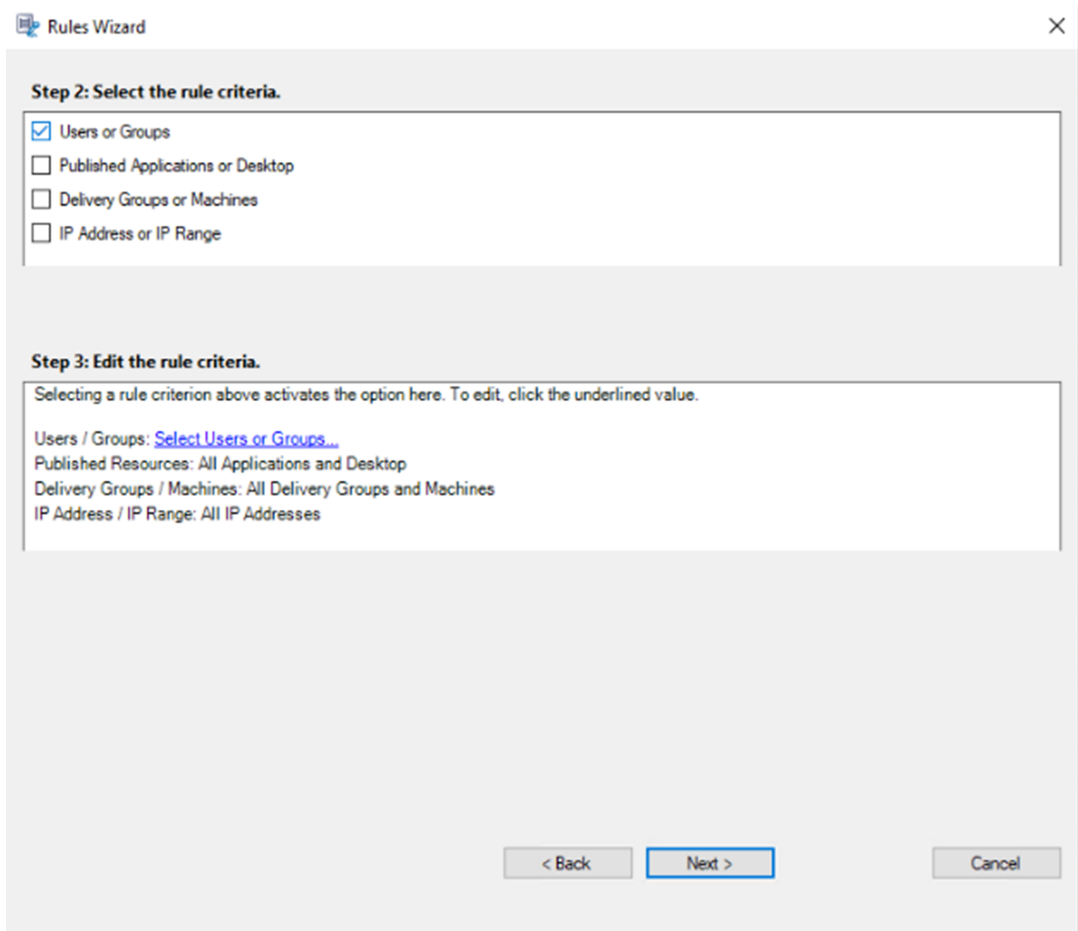 Rules Wizard
Step 2: Select the rule criteria.
Users or Groups
Published Applications or Desktop
Delivery Groups or Machines
IP Address or IP Range
Step 3: Edit the rule criteria.
Selecting a rule criterion above activates the option here. To edit, click the underlined value.
Users / Groups: Select Users or Groups...
Published Resources: All Applications and Desktop
Delivery Groups / Machines: All Delivery Groups and Machines
IP Address / IP Range: All IP Addresses
< Back Next > Cancel